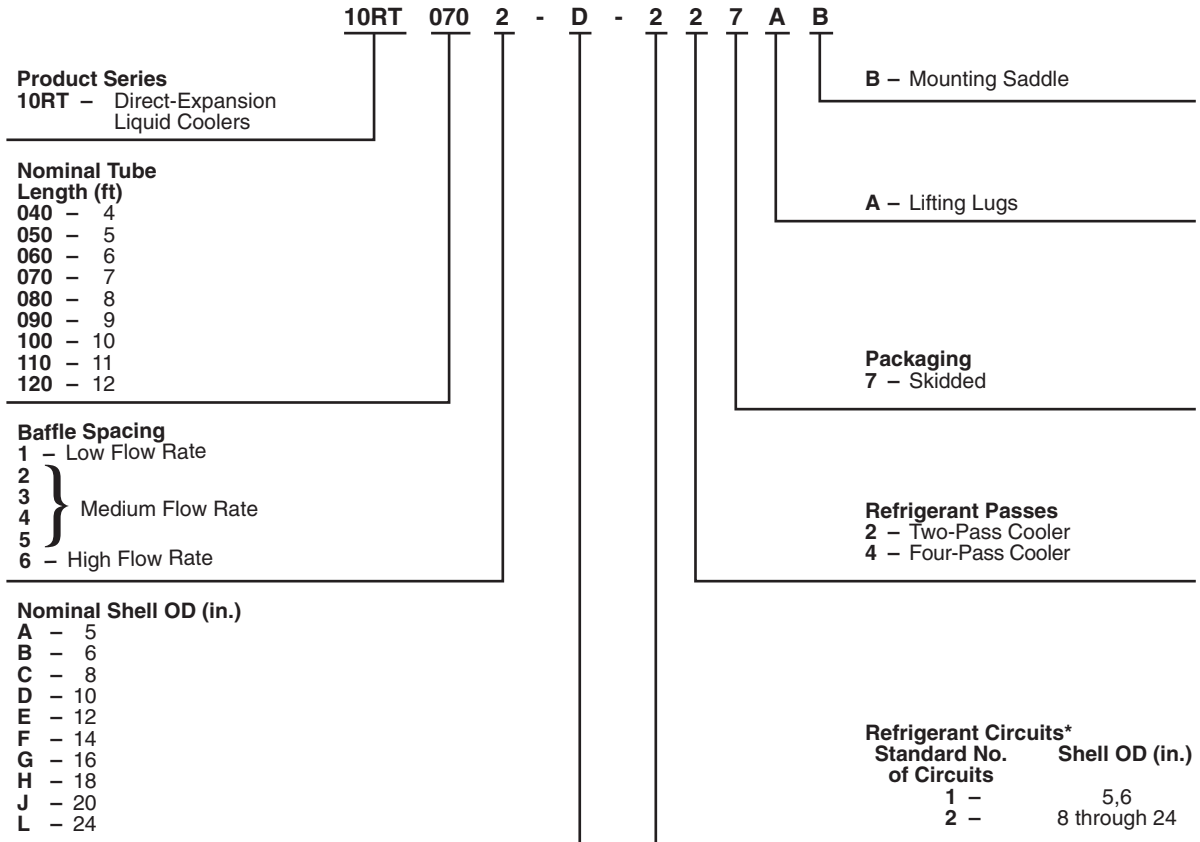 10RT 070 2 - D - 2 2 7 A B
Product Series
10RT – Direct-Expansion
Liquid Coolers
Nominal Tube
Length (ft)
040 – 4
050 – 5
060 – 6
070 – 7
080 – 8
090 – 9
100 – 10
110 – 11
120 – 12
Baffle Spacing
1 – Low Flow Rate
2
3
4
5
Medium Flow Rate
6 – High Flow Rate
Nominal Shell OD (in.)
A – 5
B – 6
C – 8
D – 10
E – 12
F – 14
G – 16
H – 18
J – 20
L – 24
B – Mounting Saddle
A – Lifting Lugs
Packaging
7 – Skidded
Refrigerant Passes
2 – Two-Pass Cooler
4 – Four-Pass Cooler
Refrigerant Circuits*
Standard No. Shell OD (in.)
of Circuits
1 – 5,6
2 – 8 through 24